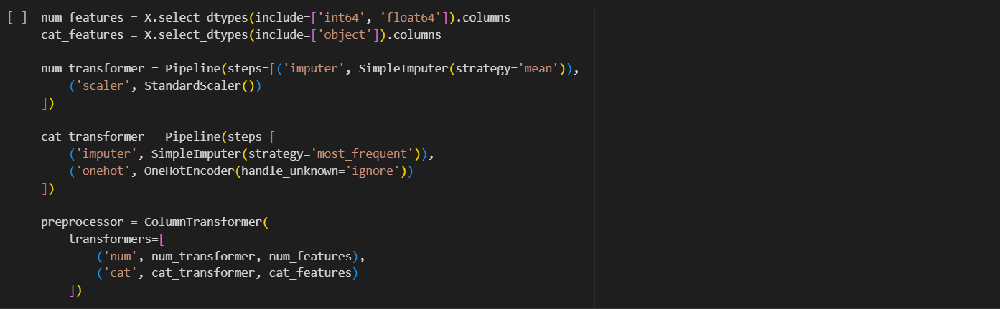 [ ] num_features = X.select_dtypes(include=['int64', 'float64']).columns
cat_features = X.select_dtypes(include=['object']).columns
num_transformer = Pipeline(steps=[('imputer', SimpleImputer(strategy='mean')),
('scaler', StandardScaler())
])
cat_transformer = Pipeline(steps=[
('imputer', SimpleImputer(strategy='most_frequent')),
('onehot', OneHotEncoder(handle_unknown='ignore'))
])
preprocessor = ColumnTransformer(
transformers=[
('num', num_transformer, num_features),
('cat', cat_transformer, cat_features)
])